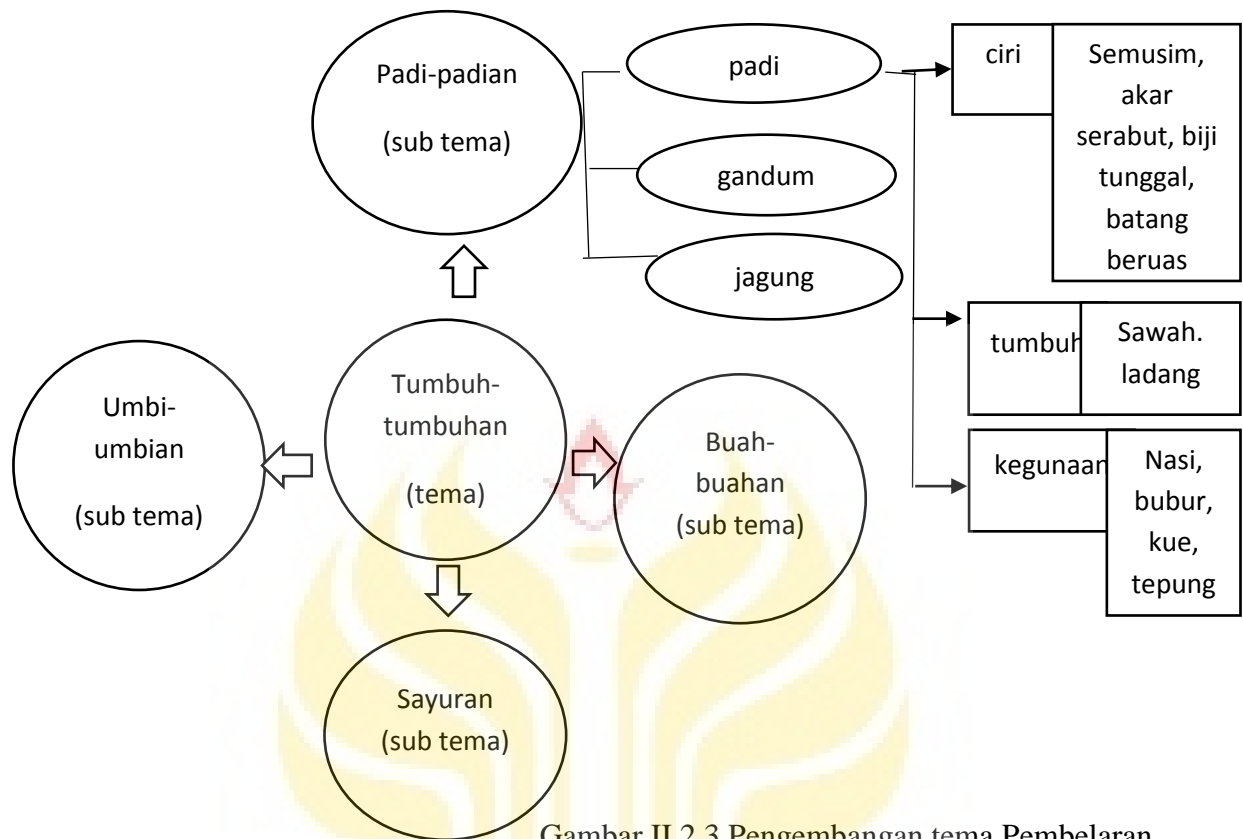 Padi-padian
(sub tema)
padi
gandum
jagung
ciri
Semusim,
akar
serabut, biji
tunggal,
batang
beruas
tumbuh
Sawah.
ladang
kegunaan
Nasi,
bubur,
kue,
tepung
Tumbuh-
tumbuhan
(tema)
Umbi-
umbian
(sub tema)
Buah-
buahan
(sub tema)
Sayuran
(sub tema)
Gambar II.2.3 Pengembangan tema Pembelaran